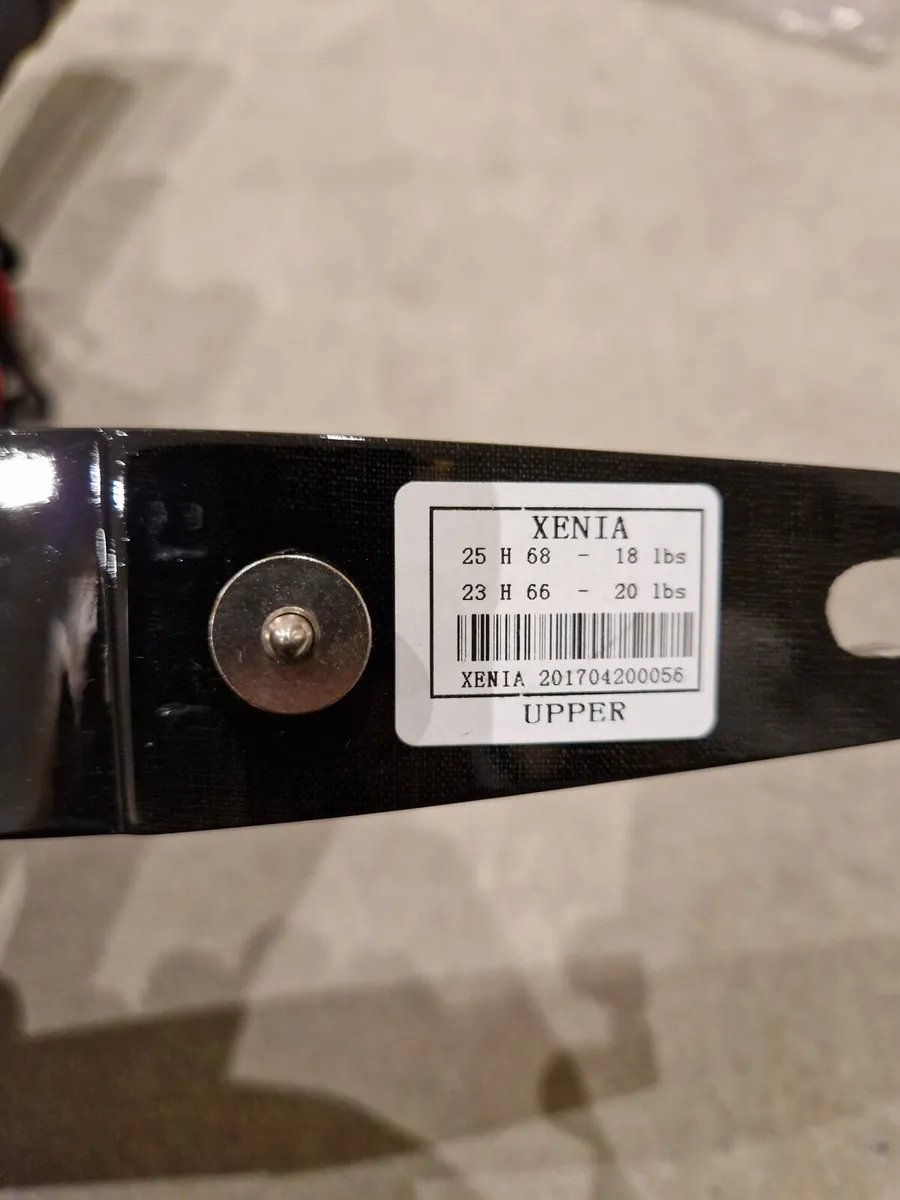 XENIA
25 H 68 - 18 lbs
23 H 66 - 20 lbs
XENIA 201704200056
UPPER